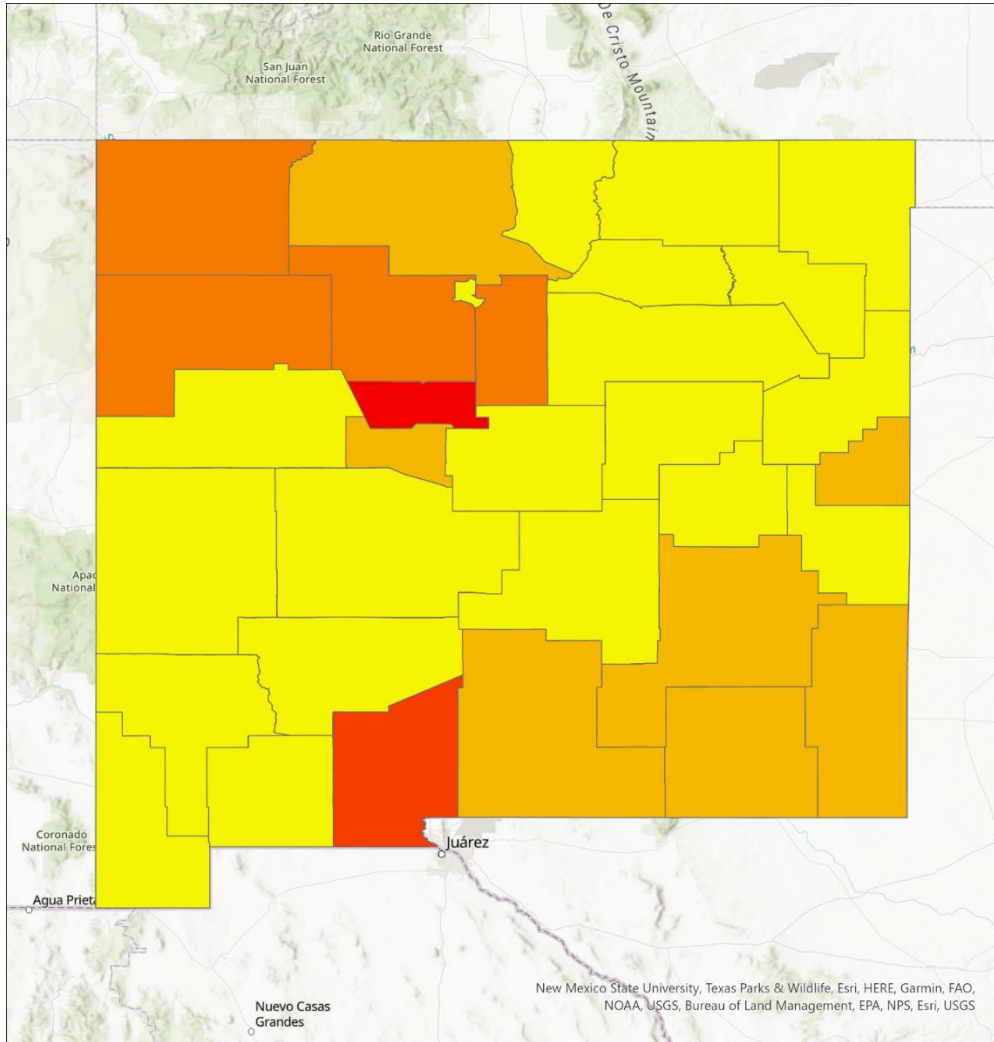 Rio Grande
National Forest
San Juan
National Forest
De Cristo Mountain
Apac
National
Coronado
National Fores
Juárez
Agua Prieta
Nuevo Casas
Grandes
New Mexico State University, Texas Parks & Wildlife, Esri, HERE, Garmin, FAO,
NOAA, USGS, Bureau of Land Management, EPA, NPS, Esri, USGS